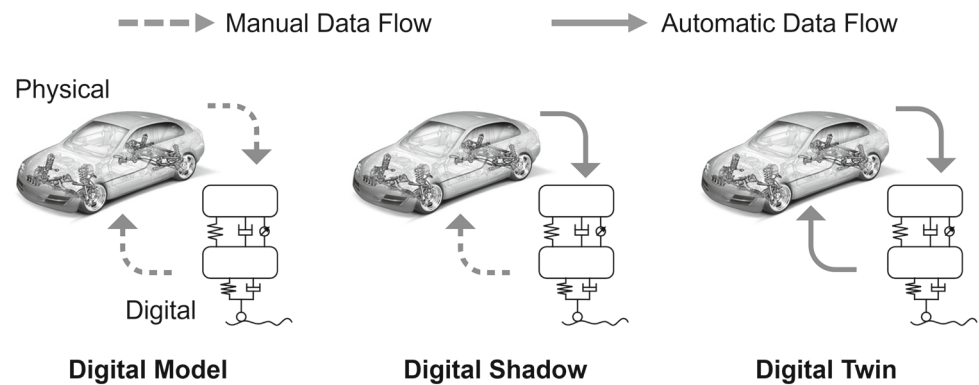 Manual Data Flow
Automatic Data Flow
Physical
Digital
Digital Model
Digital Shadow
Digital Twin